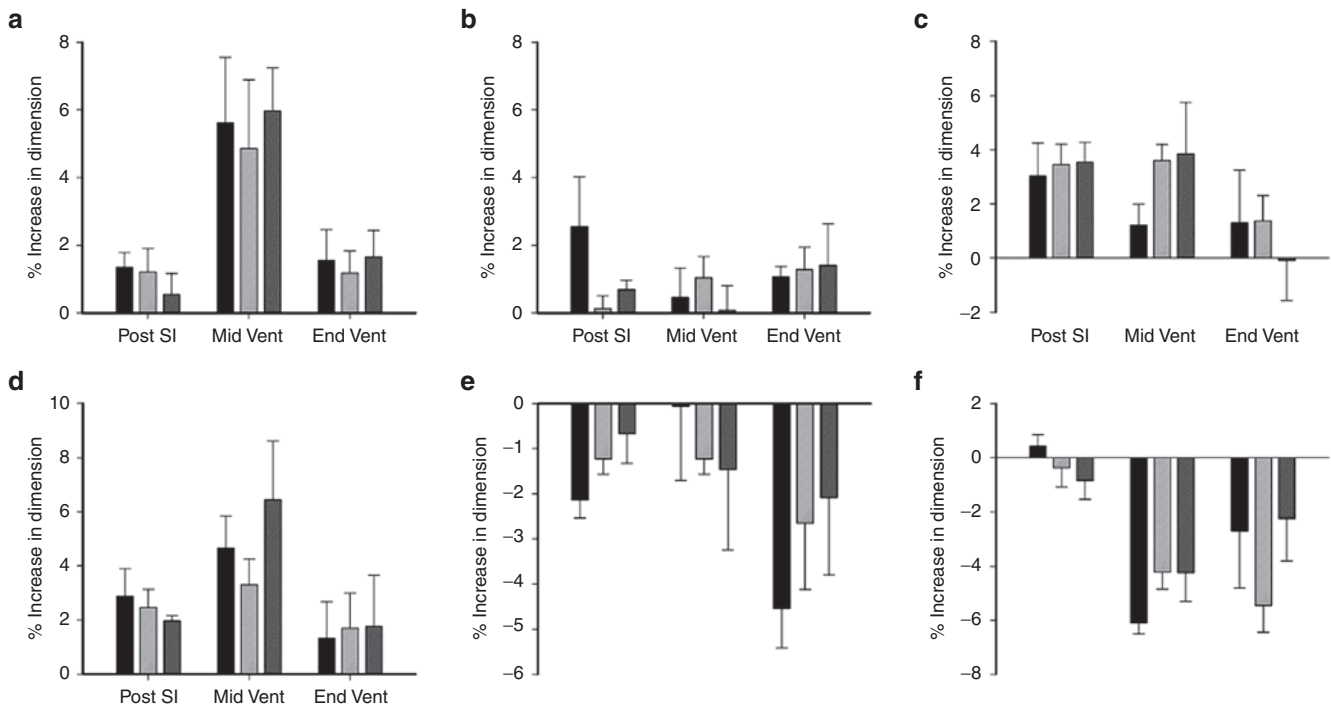 a
% Increase in dimension
8
6
4
2
0
Post SI Mid Vent End Vent
b
% Increase in dimension
8
6
4
2
0
Post SI Mid Vent End Vent
c
% Increase in dimension
8
6
4
2
0
−2
Post SI Mid Vent End Vent
d
% Increase in dimension
10
8
6
4
2
0
Post SI Mid Vent End Vent
e
% Increase in dimension
0
−1
−2
−3
−4
−5
−6
f
% Increase in dimension
2
0
−2
−4
−6
−8